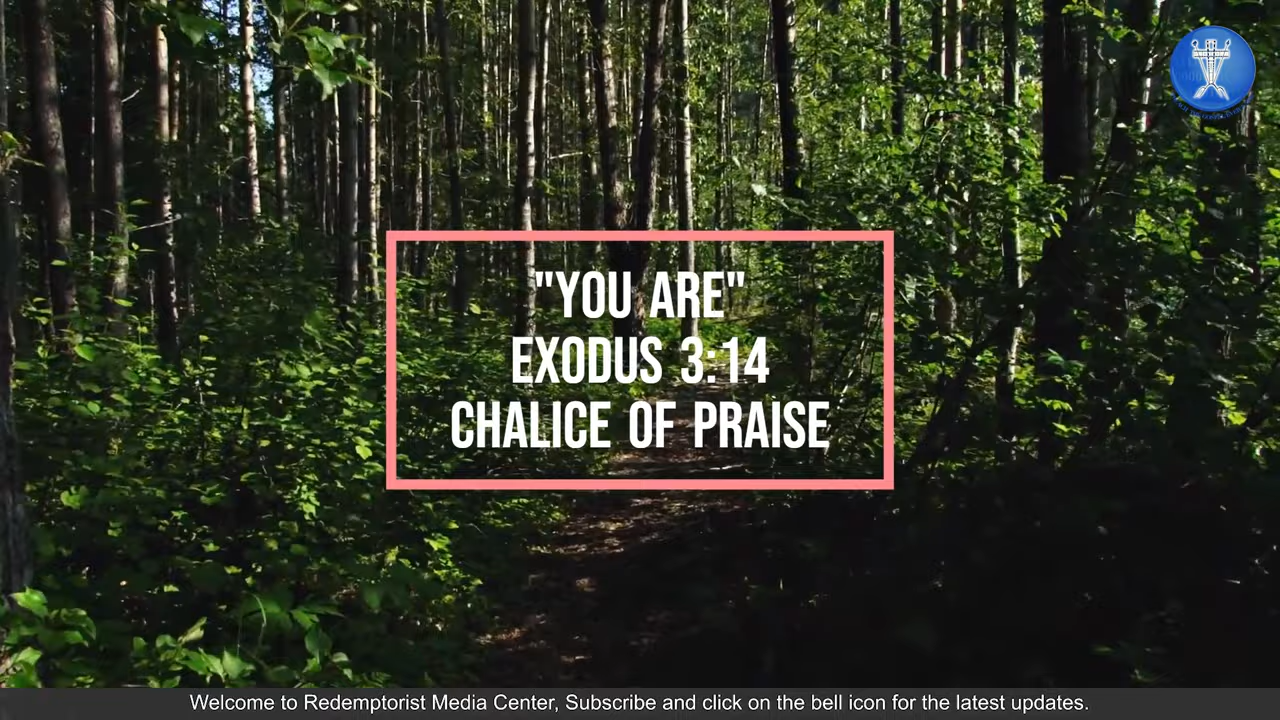 "YOU ARE"
EXODUS 3:14
CHALICE OF PRAISE
Welcome to Redemptorist Media Center, Subscribe and click on the bell icon for the latest updates.